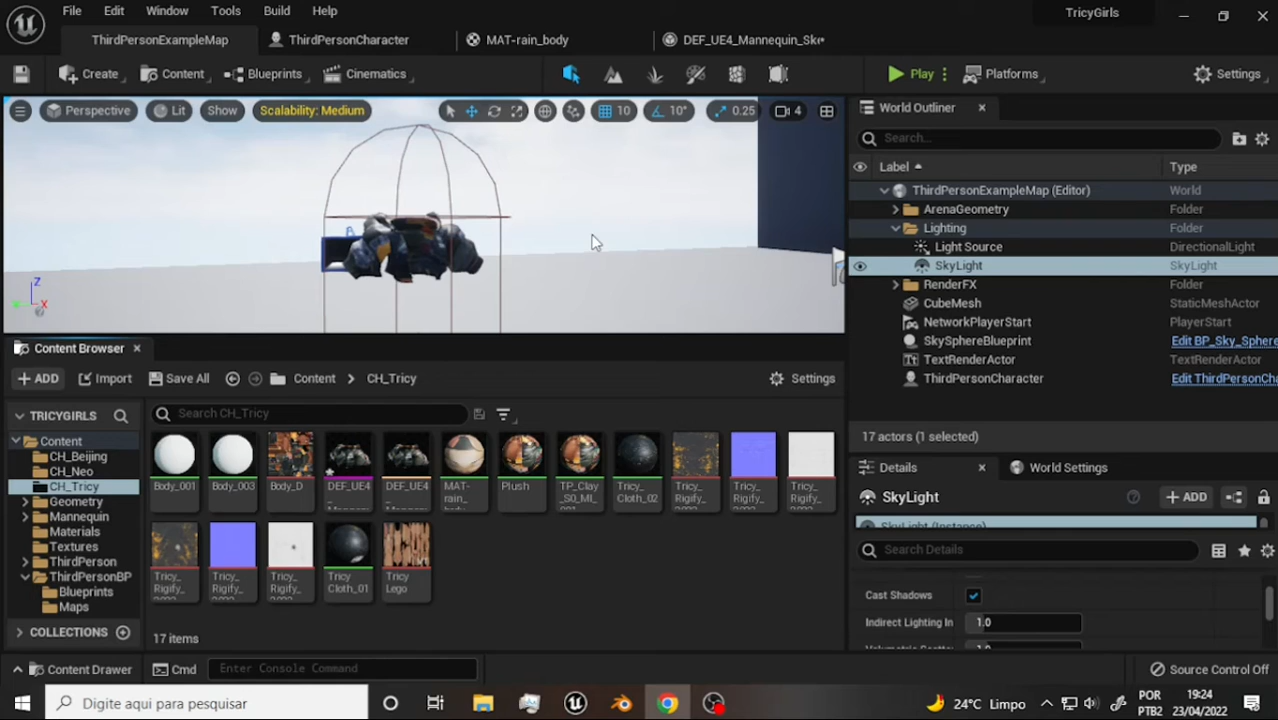 File Edit Window Tools Build Help
TricyGirls
ThirdPersonExampleMap ThirdPersonCharacter MAT-rain_body DEF_UE4_Mannequin_Ske•
Create Content Blueprints Cinematics Play Platforms Settings
Perspective Lit Show Scalability: Medium 10 10° 0.25 4
World Outliner
Search...
Label Type
ThirdPersonExampleMap (Editor) World
ArenaGeometry Folder
Lighting Folder
Light Source DirectionalLight
SkyLight SkyLight
RenderFX Folder
CubeMesh StaticMeshActor
NetworkPlayerStart PlayerStart
SkySphereBlueprint Edit BP_Sky_Sphere
TextRenderActor TextRenderActor
ThirdPersonCharacter Edit ThirdPersonCha
17 actors (1 selected)
Z
X
Content Browser
ADD Import Save All Content CH_Tricy Settings
TRICYGIRLS
Search CH_Tricy
Content
CH_Beijing
CH_Neo
CH_Tricy
Geometry
Mannequin
Materials
Textures
ThirdPerson
ThirdPersonBP
Blueprints
Maps
COLLECTIONS
Body_001 Body_003 Body_D DEF_UE4 DEF_UE4 MAT-rain_body Plush TP_Clay_S0_MI_001 Tricy_Cloth_02 Tricy_Rigify_ Tricy_Rigify_ Tricy_Rigify_
Tricy_Rigify_ Tricy_Rigify_ Tricy_Rigify_ Tricy Cloth_01 Tricy Lego
17 items
Details World Settings
SkyLight ADD
SkyLight (Instance)
Search Details
Cast Shadows
Indirect Lighting In 1.0
Content Drawer Cmd Enter Console Command Source Control Off
Digite aqui para pesquisar
24°C Limpo
POR
PTB2
19:24
23/04/2022